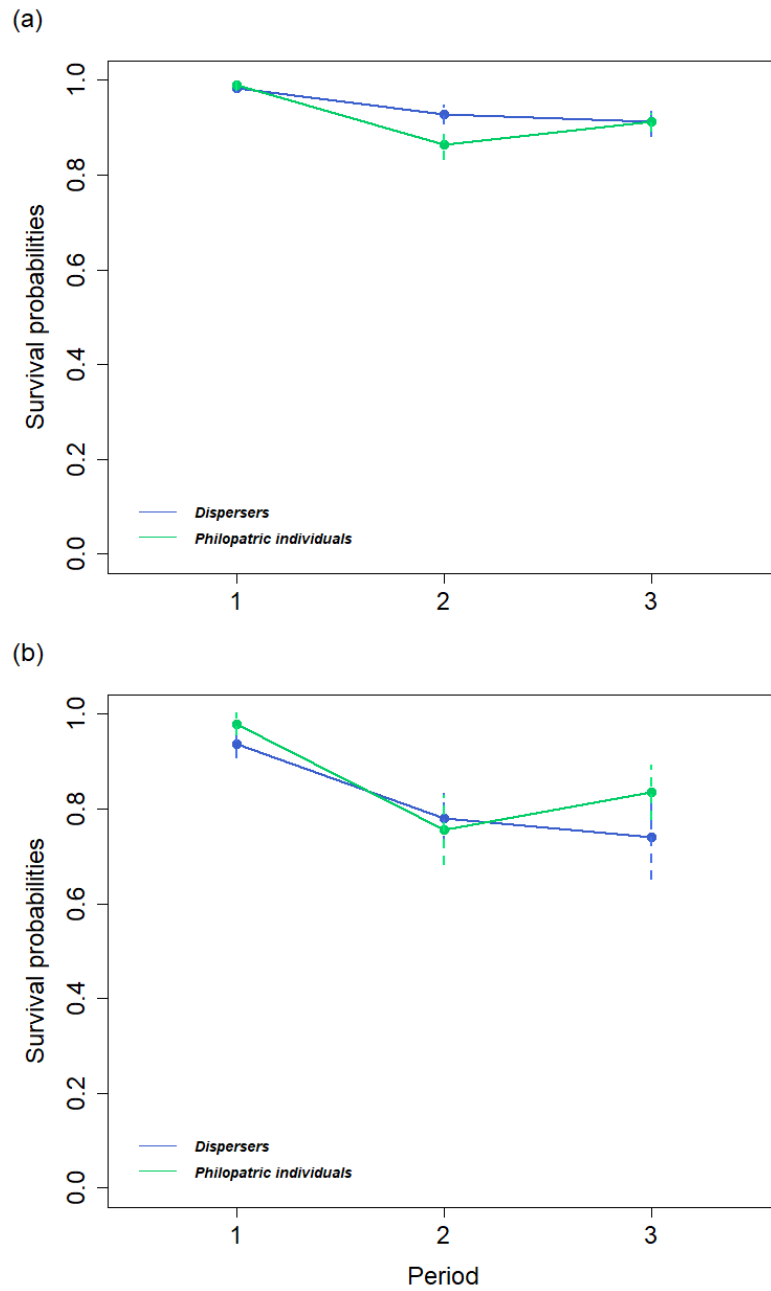 (a)
Survival probabilities
1.0
0.8
0.6
0.4
0.2
0.0
Dispersers
Philopatric individuals
1 2 3
(b)
Survival probabilities
1.0
0.8
0.6
0.4
0.2
0.0
Dispersers
Philopatric individuals
1 2 3
Period